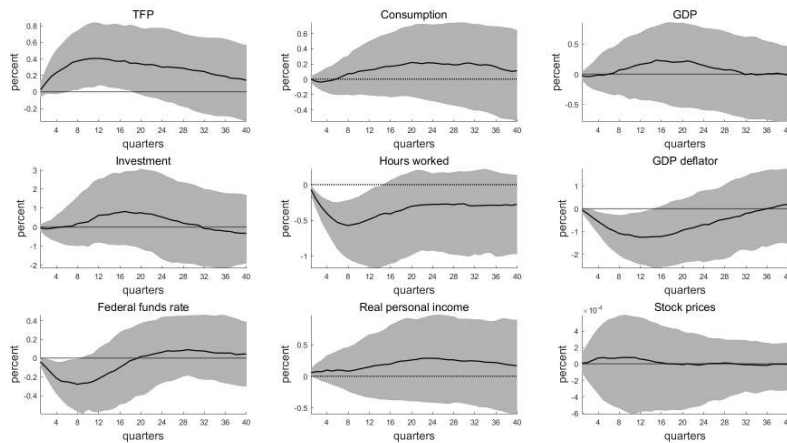 TFP
0.8
0.6
0.4
0.2
0
-0.2
percent
4 8 12 16 20 24 28 32 36 40
quarters
Consumption
0.6
0.4
0.2
0
-0.2
-0.4
percent
4 8 12 16 20 24 28 32 36 40
quarters
GDP
0.5
0
-0.5
percent
4 8 12 16 20 24 28 32 36 40
quarters
Investment
3
2
1
0
-1
-2
percent
4 8 12 16 20 24 28 32 36 40
quarters
Hours worked
0
-0.5
-1
percent
4 8 12 16 20 24 28 32 36 40
quarters
GDP deflator
1
0
-1
-2
percent
4 8 12 16 20 24 28 32 36 40
quarters
Federal funds rate
0.4
0.2
0
-0.2
-0.4
percent
4 8 12 16 20 24 28 32 36 40
quarters
Real personal income
0.5
0
-0.5
percent
4 8 12 16 20 24 28 32 36 40
quarters
Stock prices
×10⁻⁴
4
2
0
-2
-4
-6
percent
4 8 12 16 20 24 28 32 36 40
quarters